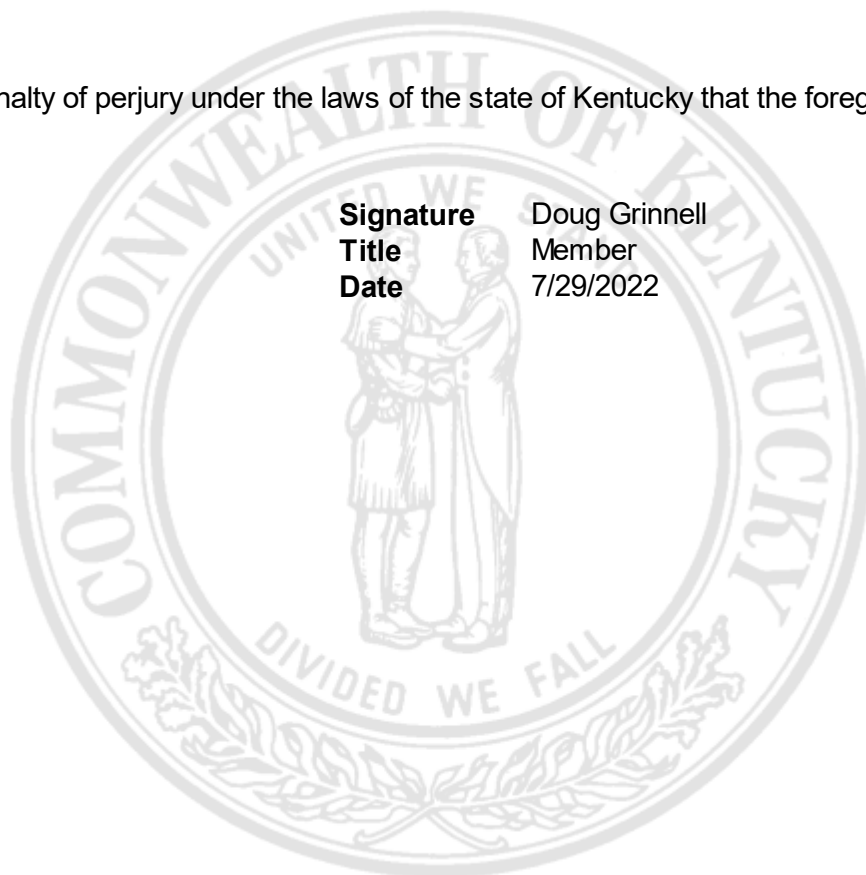 nalty of perjury under the laws of the state of Kentucky that the foreg
Signature Doug Grinnell
Title Member
Date 7/29/2022
COMMONWEALTH OF KENTUCKY
UNITED WE STAND
DIVIDED WE FALL